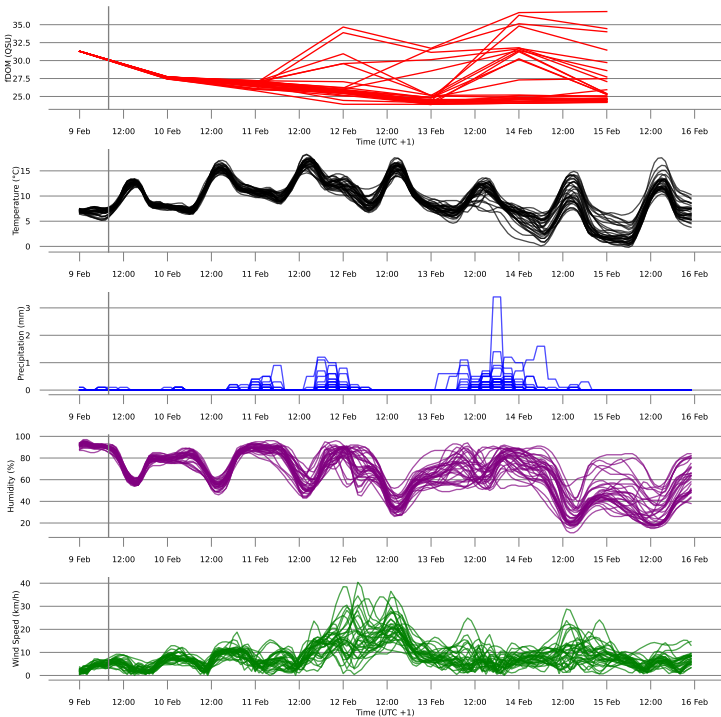 fDOM (QSU)
35.0
32.5
30.0
27.5
25.0
9 Feb 12:00 10 Feb 12:00 11 Feb 12:00 12 Feb 12:00 13 Feb 12:00 14 Feb 12:00 15 Feb 12:00 16 Feb
Time (UTC +1)
Temperature (°C)
15
10
5
0
9 Feb 12:00 10 Feb 12:00 11 Feb 12:00 12 Feb 12:00 13 Feb 12:00 14 Feb 12:00 15 Feb 12:00 16 Feb
Precipitation (mm)
3
2
1
0
9 Feb 12:00 10 Feb 12:00 11 Feb 12:00 12 Feb 12:00 13 Feb 12:00 14 Feb 12:00 15 Feb 12:00 16 Feb
Humidity (%)
100
80
60
40
20
9 Feb 12:00 10 Feb 12:00 11 Feb 12:00 12 Feb 12:00 13 Feb 12:00 14 Feb 12:00 15 Feb 12:00 16 Feb
Wind Speed (km/h)
40
30
20
10
0
9 Feb 12:00 10 Feb 12:00 11 Feb 12:00 12 Feb 12:00 13 Feb 12:00 14 Feb 12:00 15 Feb 12:00 16 Feb
Time (UTC +1)